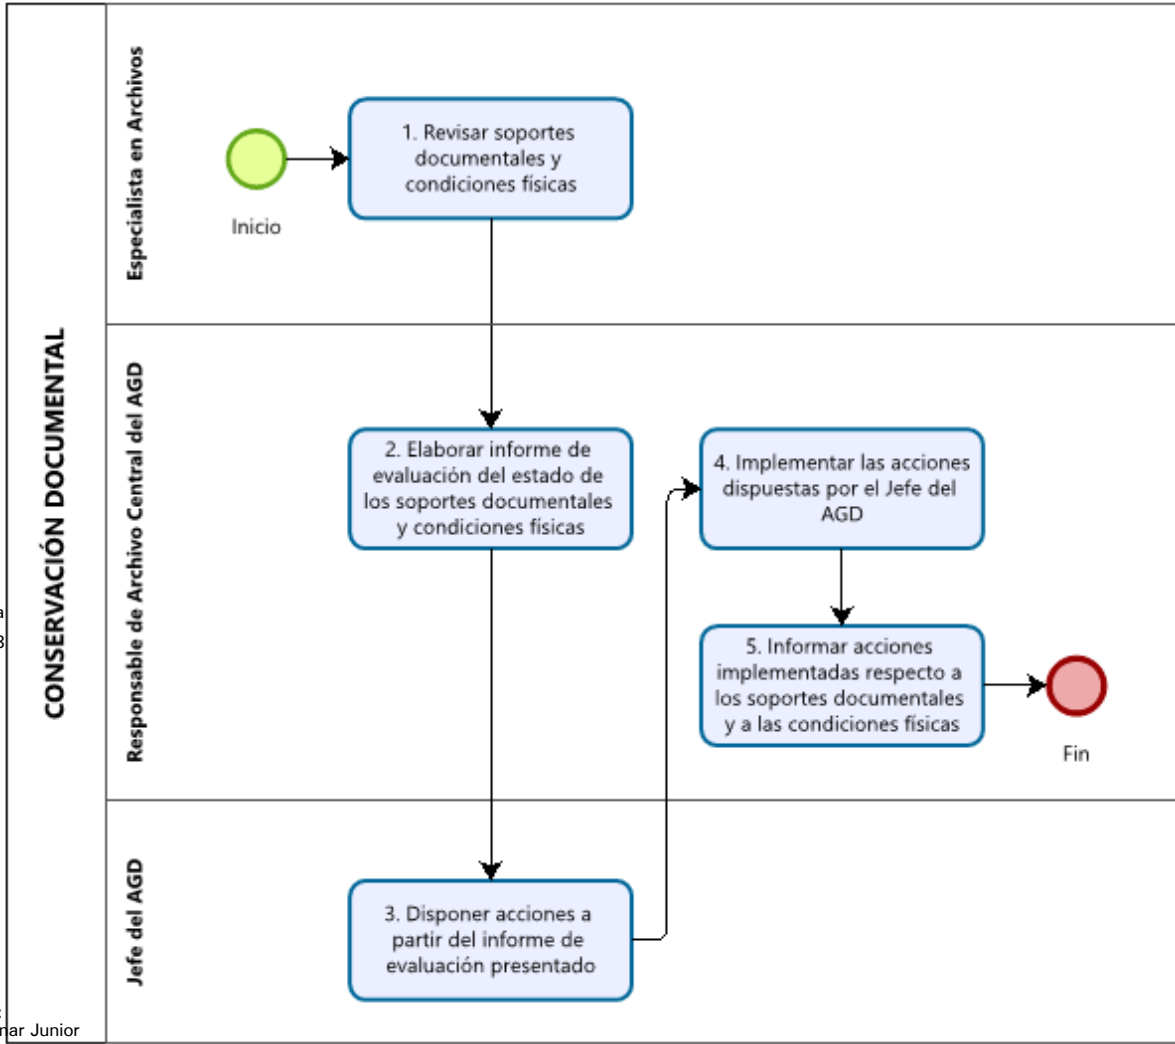 CONSERVACIÓN DOCUMENTAL
Especialista en Archivos
Inicio
1. Revisar soportes
documentales y
condiciones físicas
Responsable de Archivo Central del AGD
2. Elaborar informe de
evaluación del estado de
los soportes documentales
y condiciones físicas
4. Implementar las acciones
dispuestas por el Jefe del
AGD
5. Informar acciones
implementadas respecto a
los soportes documentales
y a las condiciones físicas
Fin
Jefe del AGD
3. Disponer acciones a
partir del informe de
evaluación presentado
Junior